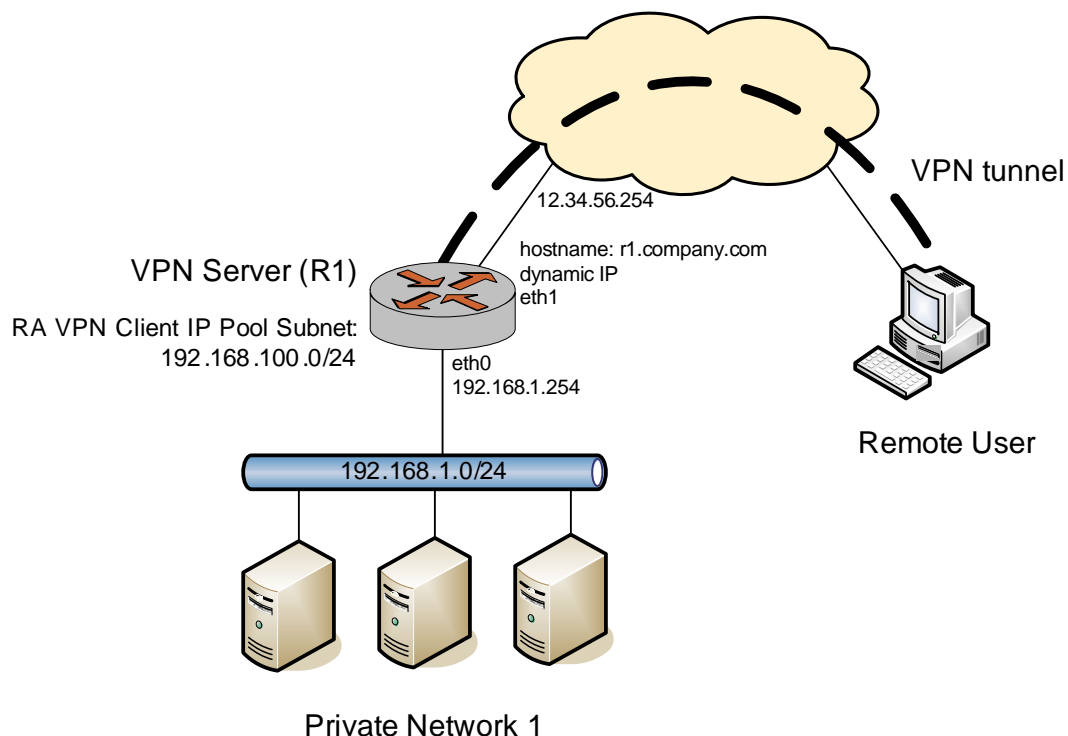 VPN tunnel
12.34.56.254
hostname: r1.company.com
dynamic IP
eth1
VPN Server (R1)
RA VPN Client IP Pool Subnet:
192.168.100.0/24
eth0
192.168.1.254
Remote User
192.168.1.0/24
Private Network 1